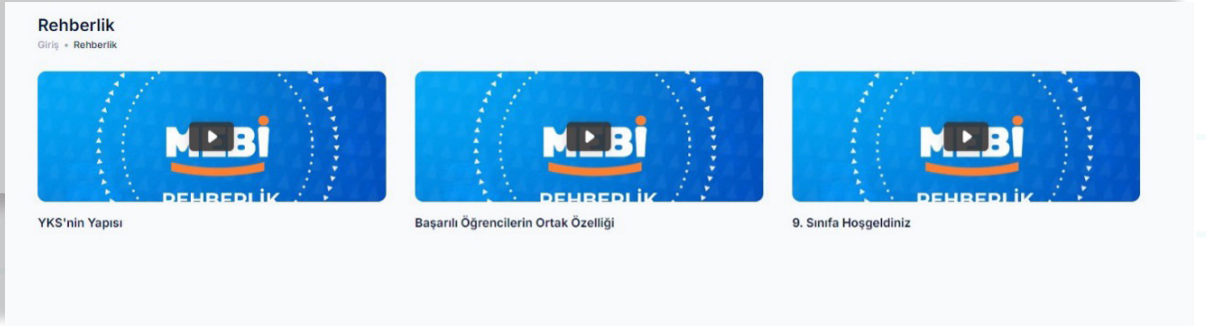 Rehberlik
Giriş • Rehberlik
MEBİ
REHBERLİK
MEBİ
REHBERLİK
MEBİ
REHBERLİK
YKS'nin Yapısı
Başarılı Öğrencilerin Ortak Özelliği
9. Sınıfa Hoşgeldiniz